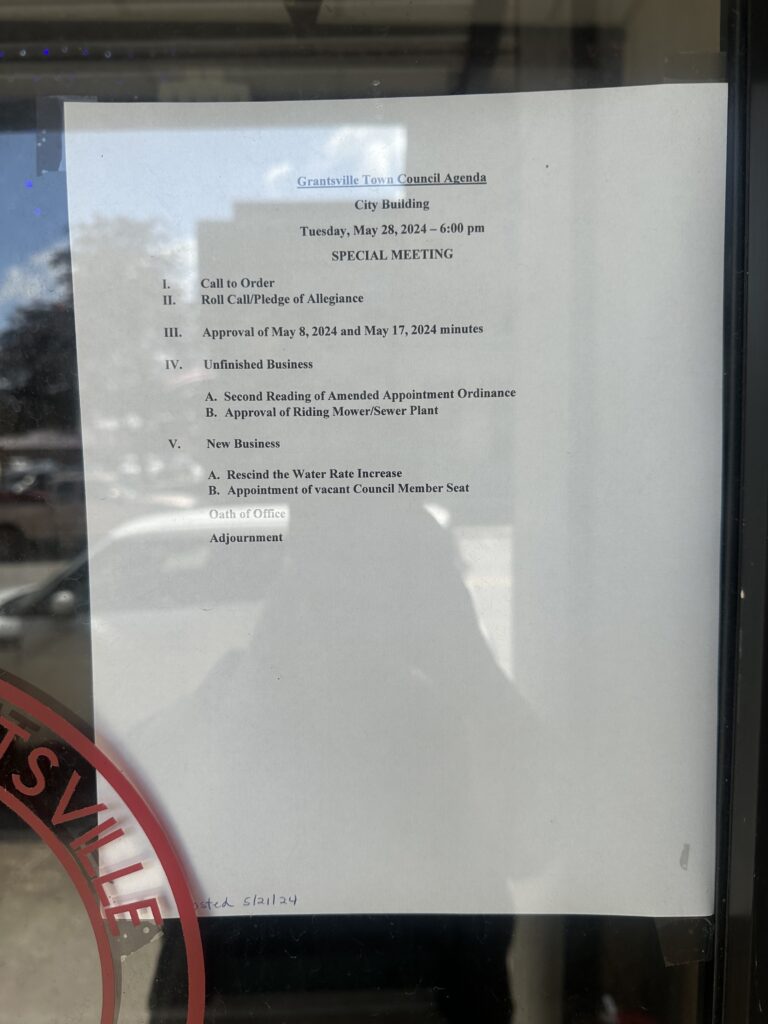 Grantsville Town Council Agenda
City Building
Tuesday, May 28, 2024 – 6:00 pm
SPECIAL MEETING
I. Call to Order
II. Roll Call/Pledge of Allegiance
III. Approval of May 8, 2024 and May 17, 2024 minutes
IV. Unfinished Business
A. Second Reading of Amended Appointment Ordinance
B. Approval of Riding Mower/Sewer Plant
V. New Business
A. Rescind the Water Rate Increase
B. Appointment of vacant Council Member Seat
Oath of Office
Adjournment
TSVILLE
osted 5/21/24